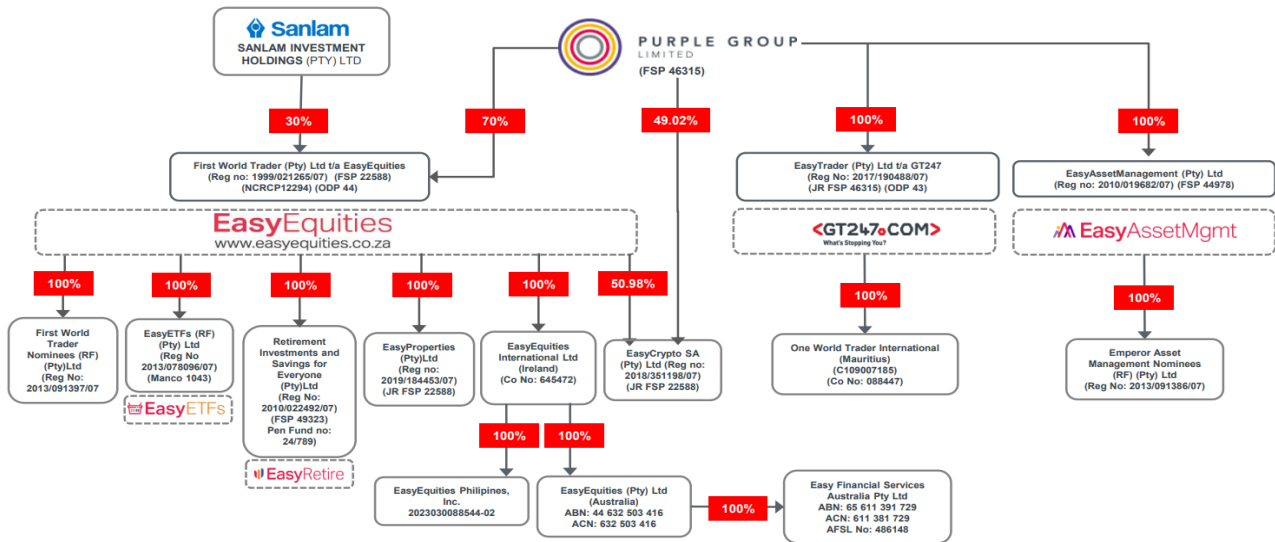 Sanlam
SANLAM INVESTMENT
HOLDINGS (PTY) LTD
PURPLE GROUP
LIMITED
(FSP 46315)
30%
70%
49.02%
100%
100%
First World Trader (Pty) Ltd t/a EasyEquities
(Reg no: 1999/021265/07) (FSP 22588)
(NCRCP12294) (ODP 44)
EasyTrader (Pty) Ltd t/a GT247
(Reg No: 2017/190488/07)
(JR FSP 46315) (ODP 43)
EasyAssetManagement (Pty) Ltd
(Reg no: 2010/019682/07) (FSP 44978)
EasyEquities
www.easyequities.co.za
<GT247.COM>
What's Stopping You?
EasyAssetMgmt
100%
100%
100%
100%
100%
50.98%
100%
100%
First World
Trader
Nominees (RF)
(Pty)Ltd
(Reg No:
2013/091397/07
EasyETFs (RF)
(Pty) Ltd
(Reg No
2013/078096/07)
(Manco 1043)
EasyETFs
Retirement
Investments and
Savings for
Everyone
(Pty)Ltd
(Reg No:
2010/022492/07)
(FSP 49323)
Pen Fund no:
24/789)
EasyRetire
EasyProperties
(Pty)Ltd
(Reg no:
2019/184453/07)
(JR FSP 22588)
EasyEquities
International Ltd
(Ireland)
(Co No: 645472)
EasyCrypto SA
(Pty) Ltd (Reg no:
2018/351198/07)
(JR FSP 22588)
One World Trader International
(Mauritius)
(C109007185)
(Co No: 088447)
Emperor Asset
Management Nominees
(RF) (Pty) Ltd
(Reg No: 2013/091386/07)
100%
100%
EasyEquities Philipines,
Inc.
2023030088544-02
EasyEquities (Pty) Ltd
(Australia)
ABN: 44 632 503 416
ACN: 632 503 416
100%
Easy Financial Services
Australia Pty Ltd
ABN: 65 611 391 729
ACN: 611 381 729
AFSL No: 486148